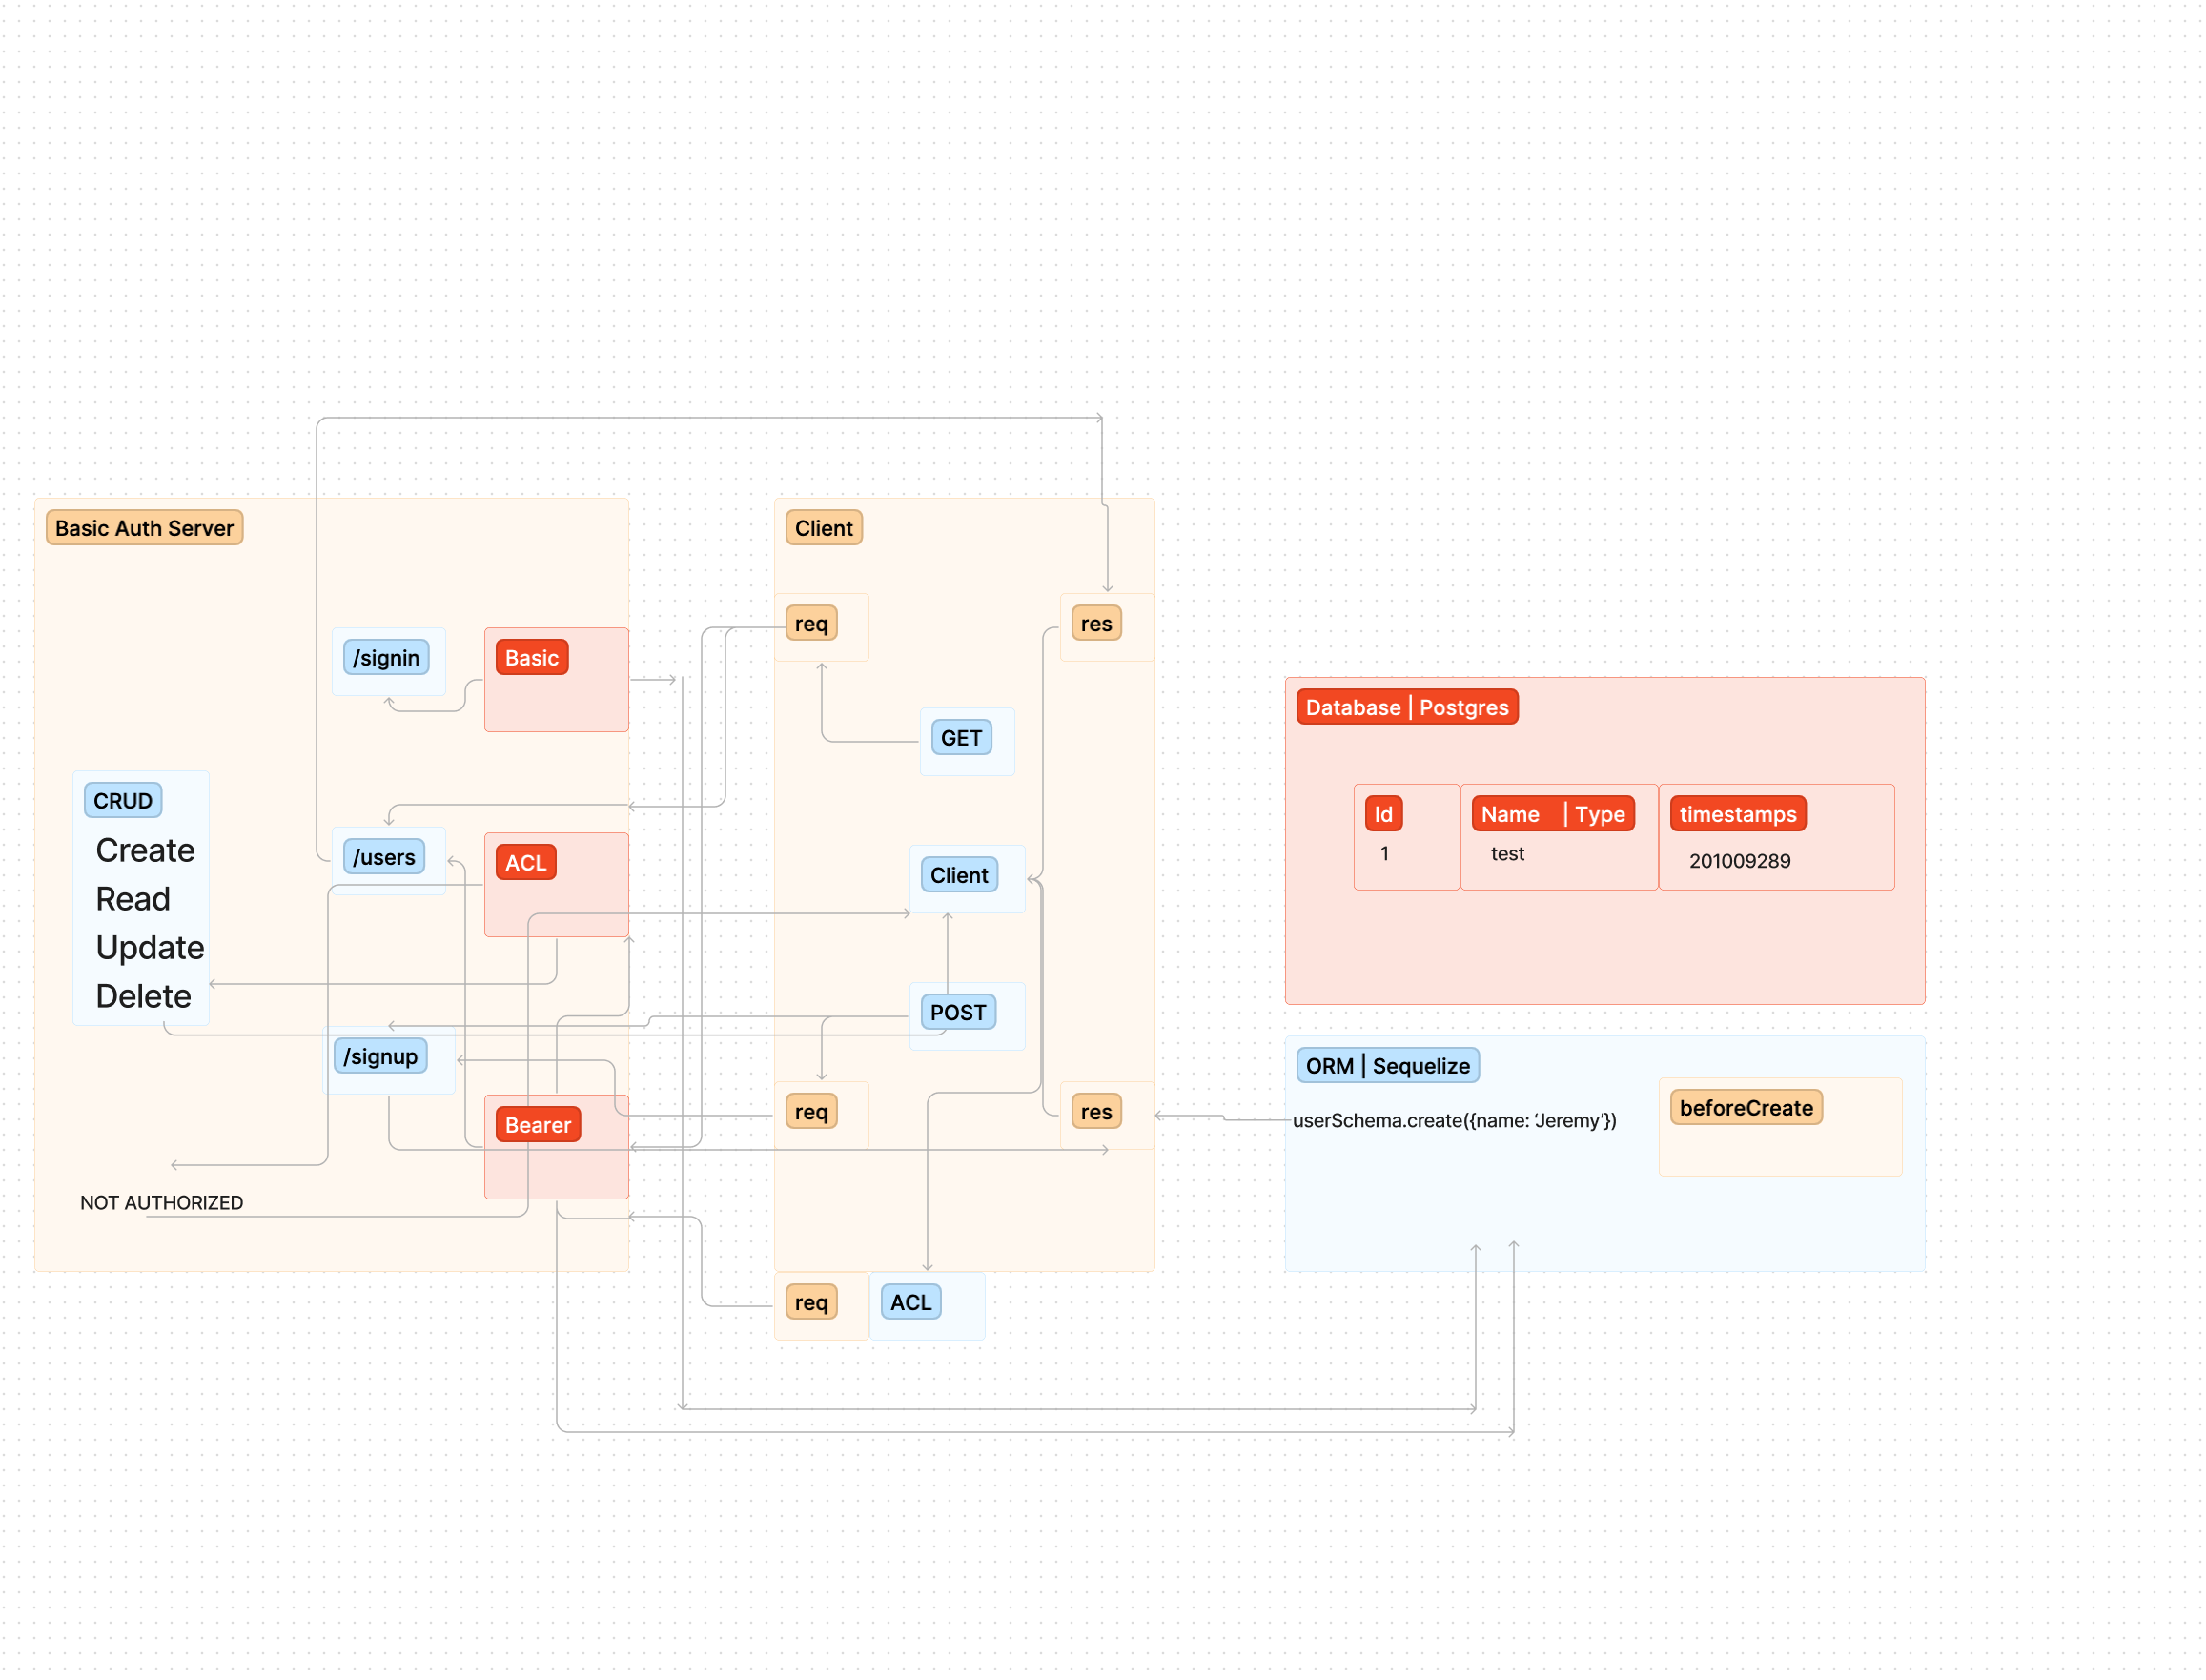 Basic Auth Server
/signin
Basic
CRUD
Create
Read
Update
Delete
/users
ACL
/signup
Bearer
NOT AUTHORIZED
Client
req
res
GET
Client
POST
req
res
req
ACL
Database | Postgres
Id
Name | Type
timestamps
1
test
201009289
ORM | Sequelize
userSchema.create({name: ‘Jeremy’})
beforeCreate